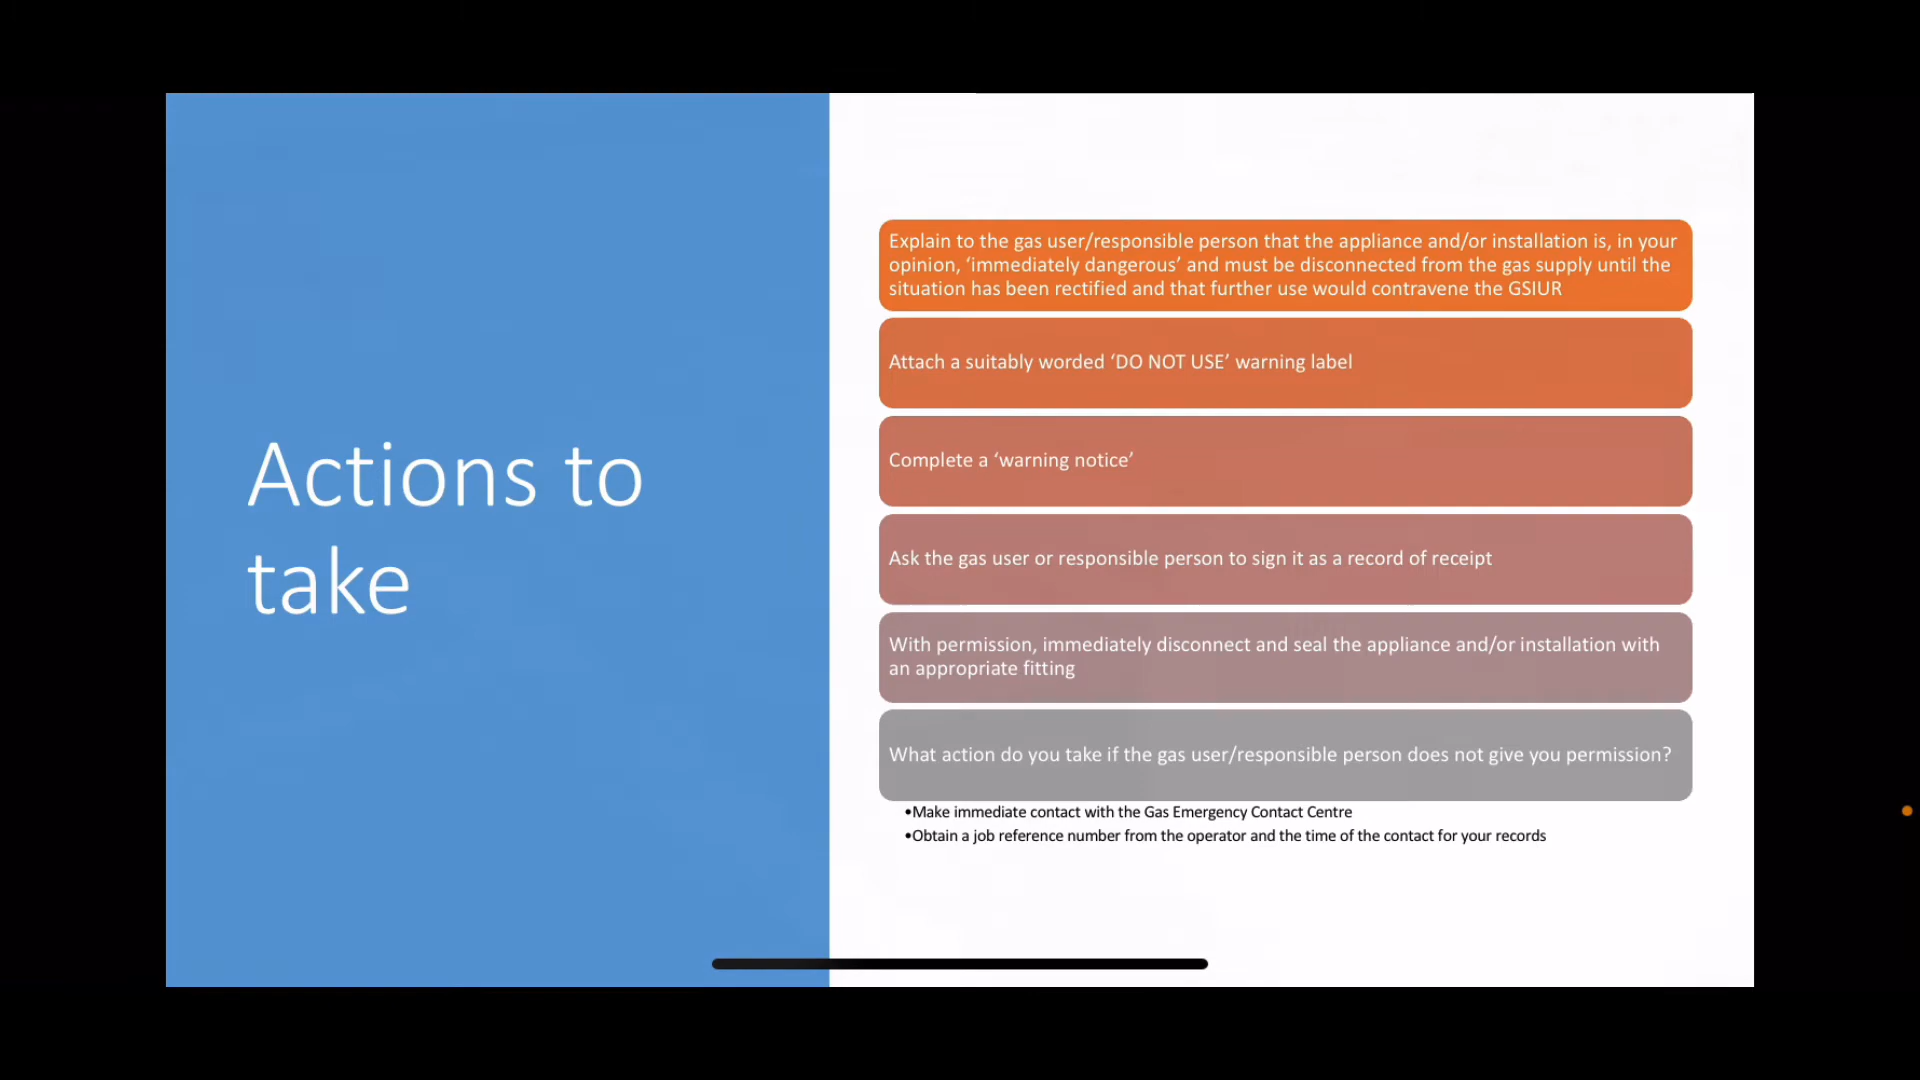 Actions to
take
Explain to the gas user/responsible person that the appliance and/or installation is, in your
opinion, ‘immediately dangerous’ and must be disconnected from the gas supply until the
situation has been rectified and that further use would contravene the GSIUR
Attach a suitably worded ‘DO NOT USE’ warning label
Complete a ‘warning notice’
Ask the gas user or responsible person to sign it as a record of receipt
With permission, immediately disconnect and seal the appliance and/or installation with
an appropriate fitting
What action do you take if the gas user/responsible person does not give you permission?
•Make immediate contact with the Gas Emergency Contact Centre
•Obtain a job reference number from the operator and the time of the contact for your records